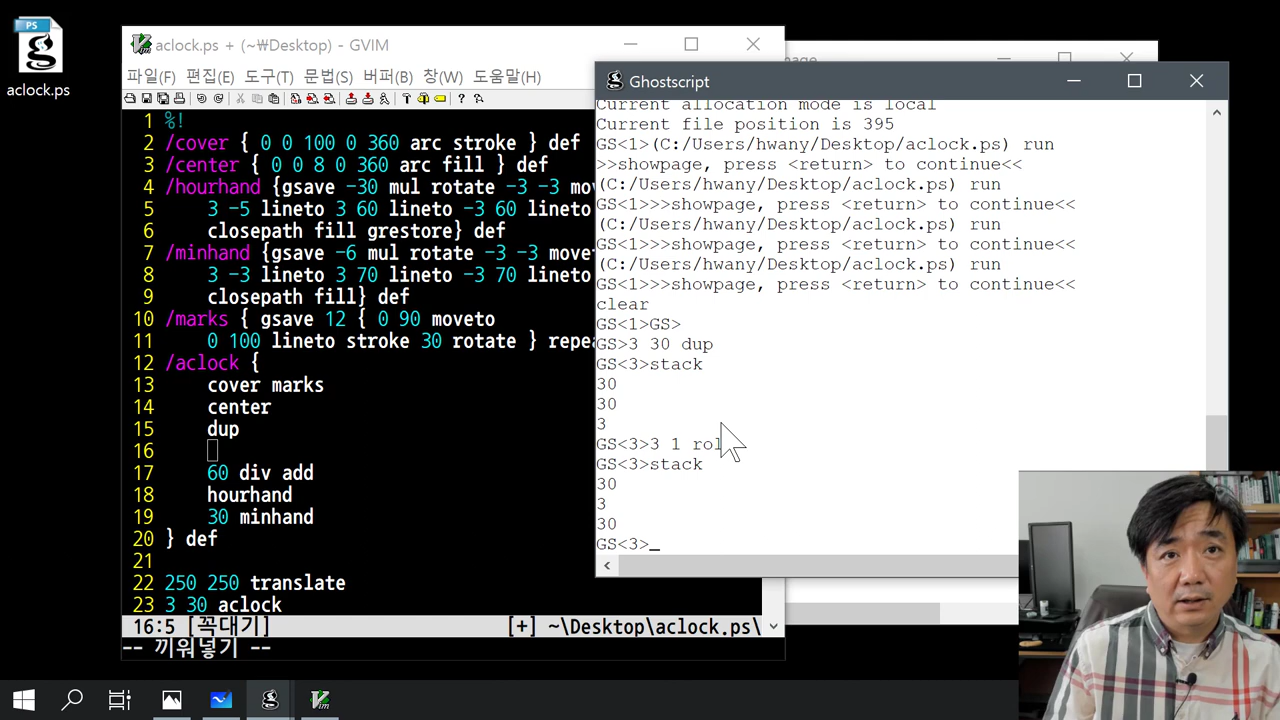 PS
aclock.ps
aclock.ps + (~₩Desktop) - GVIM
파일(F) 편집(E) 도구(T) 문법(S) 버퍼(B) 창(W) 도움말(H)
1 %!
2 /cover { 0 0 100 0 360 arc stroke } def
3 /center { 0 0 8 0 360 arc fill } def
4 /hourhand {gsave -30 mul rotate -3 -3 mov
5 3 -5 lineto 3 60 lineto -3 60 lineto
6 closepath fill grestore} def
7 /minhand {gsave -6 mul rotate -3 -3 move
8 3 -3 lineto 3 70 lineto -3 70 lineto
9 closepath fill} def
10 /marks { gsave 12 { 0 90 moveto
11 0 100 lineto stroke 30 rotate } repe
12 /aclock {
13 cover marks
14 center
15 dup
16
17 60 div add
18 hourhand
19 30 minhand
20 } def
21
22 250 250 translate
23 3 30 aclock
16:5 [꼭대기] [+] ~\Desktop\aclock.ps\
-- 끼워넣기 --
Ghostscript
Current allocation mode is local
Current file position is 395
GS<1>(C:/Users/hwany/Desktop/aclock.ps) run
>>showpage, press <return> to continue<<
(C:/Users/hwany/Desktop/aclock.ps) run
GS<1>>>showpage, press <return> to continue<<
(C:/Users/hwany/Desktop/aclock.ps) run
GS<1>>>showpage, press <return> to continue<<
(C:/Users/hwany/Desktop/aclock.ps) run
GS<1>>>showpage, press <return> to continue<<
clear
GS<1>GS>
GS>3 30 dup
GS<3>stack
30
30
3
GS<3>3 1 rol
GS<3>stack
30
3
30
GS<3>_